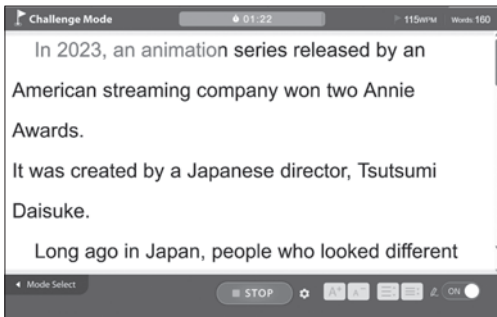 Challenge Mode
01:22
115WPM
Words: 160
In 2023, an animation series released by an
American streaming company won two Annie
Awards.
It was created by a Japanese director, Tsutsumi
Daisuke.
Long ago in Japan, people who looked different
Mode Select
STOP
A+
A-
ON